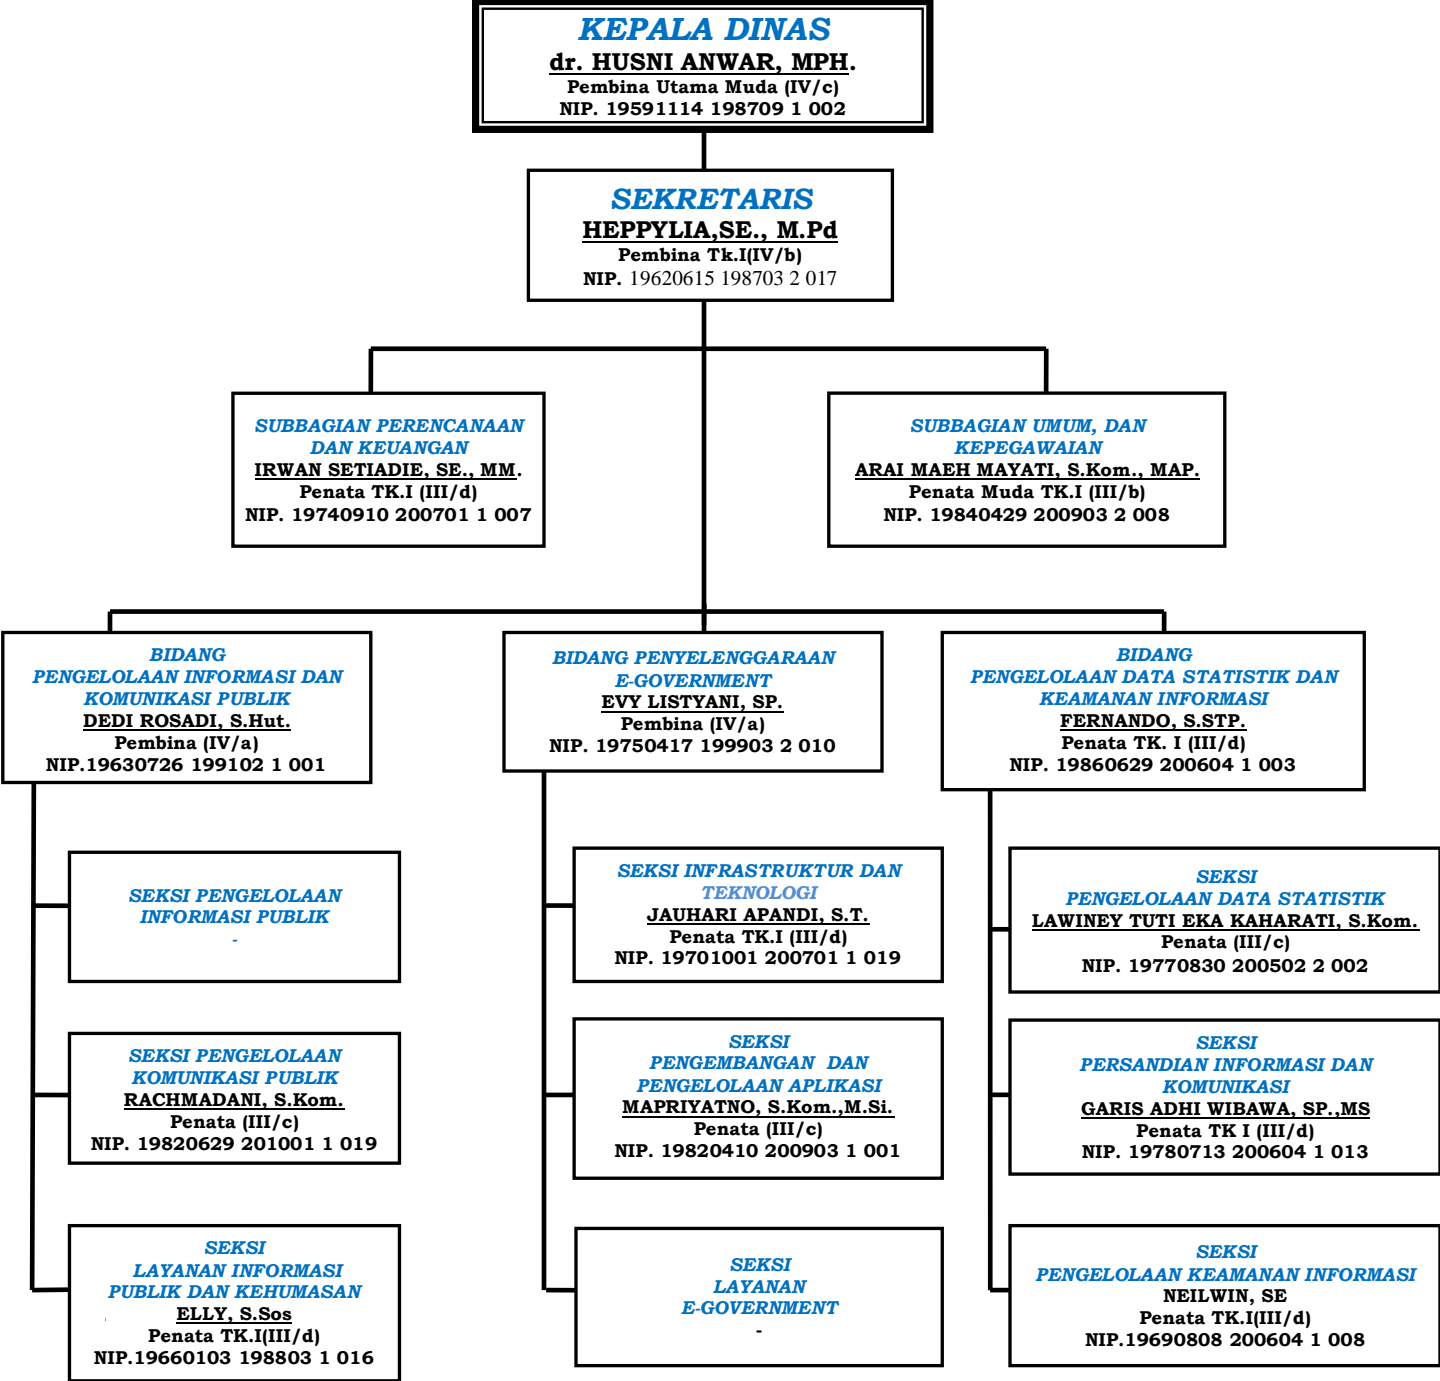 KEPALA DINAS
dr. HUSNI ANWAR, MPH.
Pembina Utama Muda (IV/c)
NIP. 19591114 198709 1 002
SEKRETARIS
HEPPYLIA,SE., M.Pd
Pembina Tk.I(IV/b)
NIP. 19620615 198703 2 017
SUBBAGIAN PERENCANAAN
DAN KEUANGAN
IRWAN SETIADIE, SE., MM.
Penata TK.I (III/d)
NIP. 19740910 200701 1 007
SUBBAGIAN UMUM, DAN
KEPEGAWAIAN
ARAI MAEH MAYATI, S.Kom., MAP.
Penata Muda TK.I (III/b)
NIP. 19840429 200903 2 008
BIDANG
PENGELOLAAN INFORMASI DAN
KOMUNIKASI PUBLIK
DEDI ROSADI, S.Hut.
Pembina (IV/a)
NIP.19630726 199102 1 001
BIDANG PENYELENGGARAAN
E-GOVERNMENT
EVY LISTYANI, SP.
Pembina (IV/a)
NIP. 19750417 199903 2 010
BIDANG
PENGELOLAAN DATA STATISTIK DAN
KEAMANAN INFORMASI
FERNANDO, S.STP.
Penata TK. I (III/d)
NIP. 19860629 200604 1 003
SEKSI PENGELOLAAN
INFORMASI PUBLIK
-
SEKSI INFRASTRUKTUR DAN
TEKNOLOGI
JAUHARI APANDI, S.T.
Penata TK.I (III/d)
NIP. 19701001 200701 1 019
SEKSI
PENGELOLAAN DATA STATISTIK
LAWINEY TUTI EKA KAHARATI, S.Kom.
Penata (III/c)
NIP. 19770830 200502 2 002
SEKSI PENGELOLAAN
KOMUNIKASI PUBLIK
RACHMADANI, S.Kom.
Penata (III/c)
NIP. 19820629 201001 1 019
SEKSI
PENGEMBANGAN DAN
PENGELOLAAN APLIKASI
MAPRIYATNO, S.Kom.,M.Si.
Penata (III/c)
NIP. 19820410 200903 1 001
SEKSI
PERSANDIAN INFORMASI DAN
KOMUNIKASI
GARIS ADHI WIBAWA, SP.,MS
Penata TK I (III/d)
NIP. 19780713 200604 1 013
SEKSI
LAYANAN INFORMASI
PUBLIK DAN KEHUMASAN
ELLY, S.Sos
Penata TK.I(III/d)
NIP.19660103 198803 1 016
SEKSI
LAYANAN
E-GOVERNMENT
-
SEKSI
PENGELOLAAN KEAMANAN INFORMASI
NEILWIN, SE
Penata TK.I(III/d)
NIP.19690808 200604 1 008